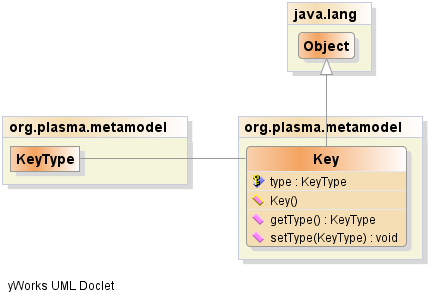 java.lang
Object
org.plasma.metamodel
KeyType
org.plasma.metamodel
Key
type : KeyType
Key()
getType() : KeyType
setType(KeyType) : void
yWorks UML Doclet